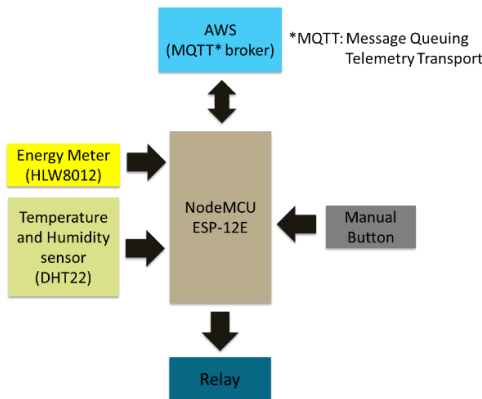 AWS
(MQTT* broker)
*MQTT: Message Queuing
Telemetry Transport
Energy Meter
(HLW8012)
Temperature
and Humidity
sensor
(DHT22)
NodeMCU
ESP-12E
Manual
Button
Relay